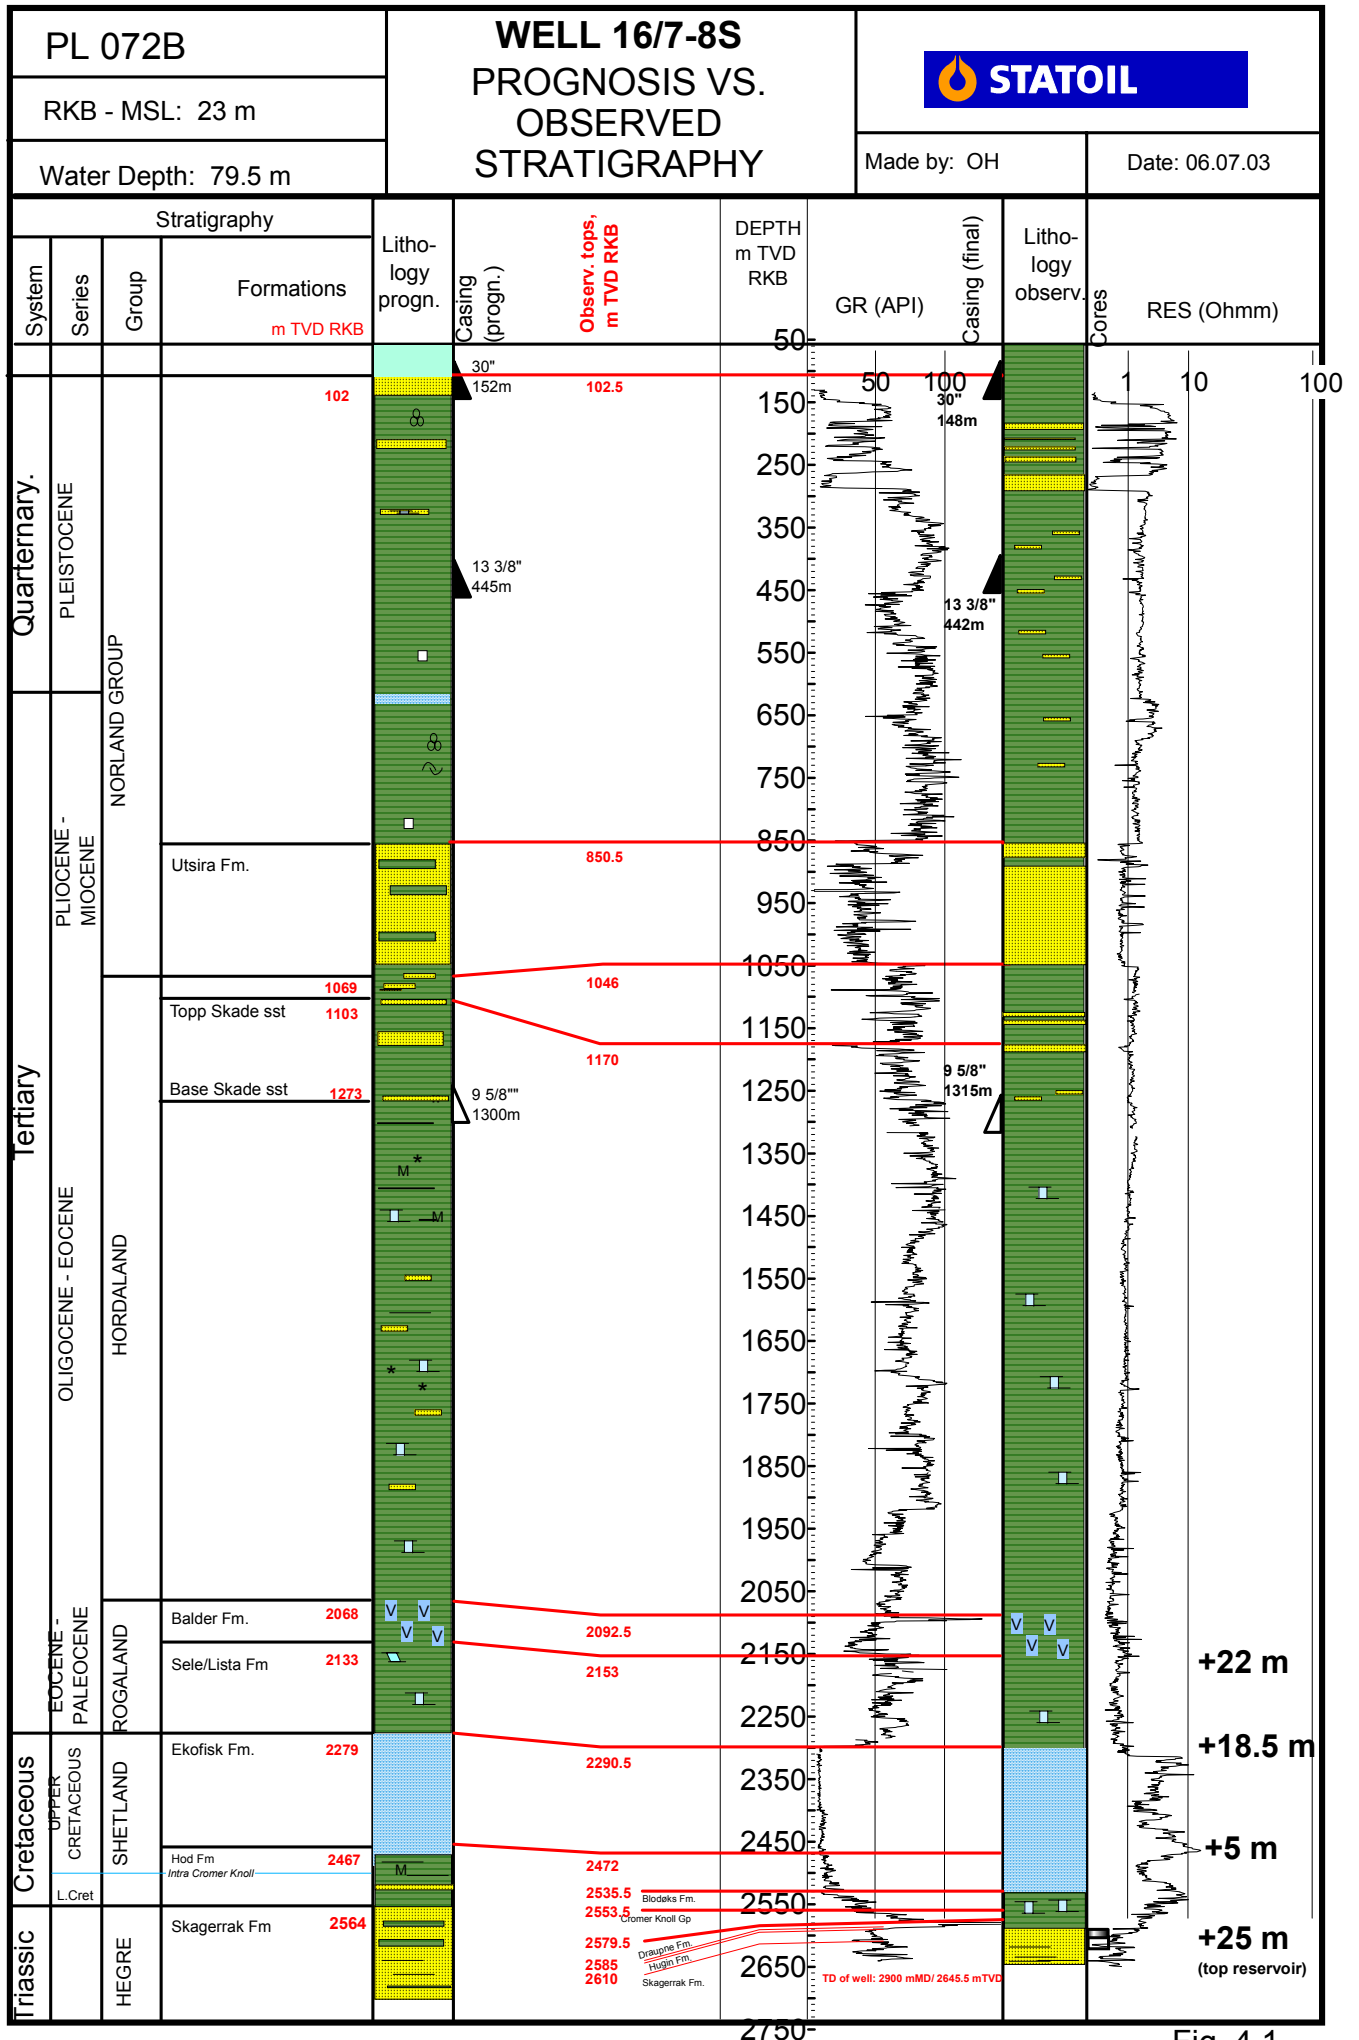 PL 072B
RKB - MSL: 23 m
Water Depth: 79.5 m
WELL 16/7-8S
PROGNOSIS VS.
OBSERVED
STRATIGRAPHY
STATOIL
Made by: OH
Date: 06.07.03
Stratigraphy
System
Series
Group
Formations
m TVD RKB
Litho-
logy
progn.
Casing
(progn.)
Observ. tops,
m TVD RKB
DEPTH
m TVD
RKB
GR (API)
Casing (final)
Litho-
logy
observ.
Cores
RES (Ohmm)
50
150
250
350
450
550
650
750
850
950
1050
1150
1250
1350
1450
1550
1650
1750
1850
1950
2050
2150
2250
2350
2450
2550
2650
2750
50 100
1 10 100
Quarternary.
Tertiary
Cretaceous
Triassic
PLEISTOCENE
PLIOCENE -
MIOCENE
OLIGOCENE - EOCENE
EOCENE -
PALEOCENE
UPPER
CRETACEOUS
L.Cret
NORLAND GROUP
HORDALAND
ROGALAND
SHETLAND
HEGRE
102
Utsira Fm.
1069
Topp Skade sst 1103
Base Skade sst 1273
Balder Fm. 2068
Sele/Lista Fm 2133
Ekofisk Fm. 2279
Hod Fm 2467
Intra Cromer Knoll
Skagerrak Fm 2564
M
M
M
V V
V V
30"
152m
13 3/8"
445m
9 5/8""
1300m
102.5
850.5
1046
1170
2092.5
2153
2290.5
2472
2535.5 Blodøks Fm.
2553.5 Cromer Knoll Gp
2579.5 Draupne Fm.
2585 Hugin Fm.
2610 Skagerrak Fm.
30"
148m
13 3/8"
442m
9 5/8"
1315m
TD of well: 2900 mMD/ 2645.5 mTVD
V V
V V
+22 m
+18.5 m
+5 m
+25 m
(top reservoir)
Fig. 4.1